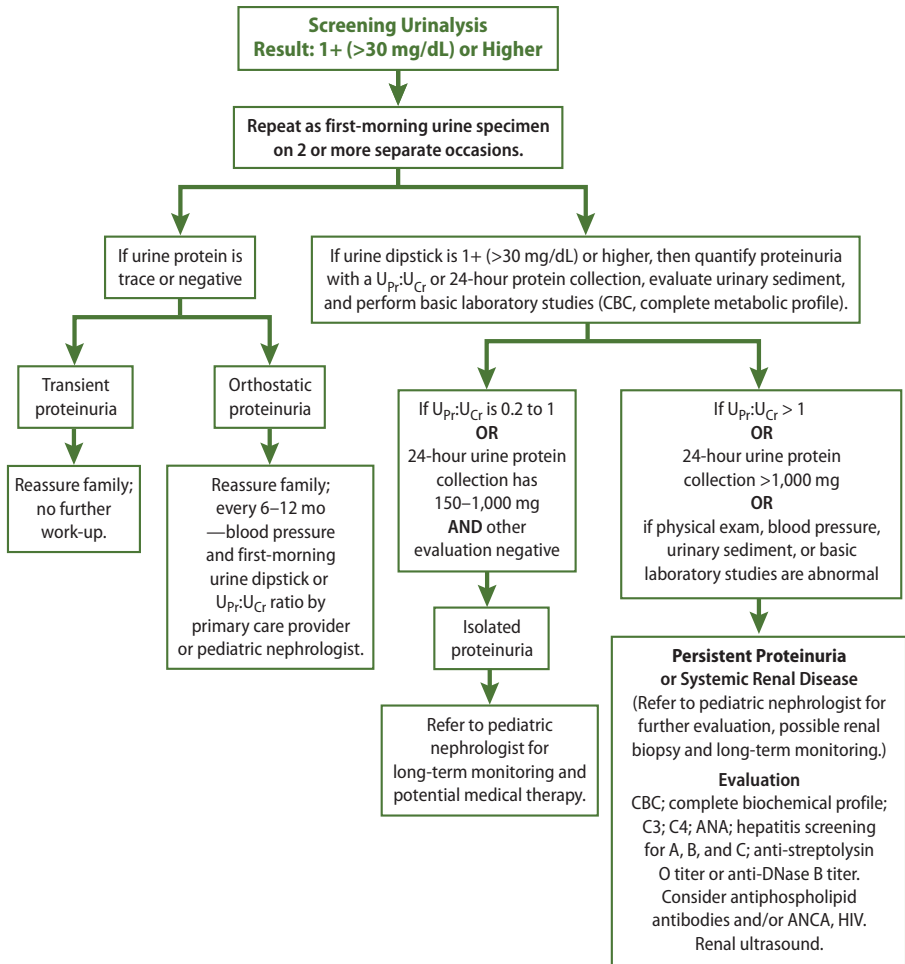 Screening Urinalysis
Result: 1+ (>30 mg/dL) or Higher
Repeat as first-morning urine specimen
on 2 or more separate occasions.
If urine protein is
trace or negative
If urine dipstick is 1+ (>30 mg/dL) or higher, then quantify proteinuria
with a U_Pr:U_Cr or 24-hour protein collection, evaluate urinary sediment,
and perform basic laboratory studies (CBC, complete metabolic profile).
Transient
proteinuria
Orthostatic
proteinuria
Reassure family;
no further
work-up.
Reassure family;
every 6–12 mo
—blood pressure
and first-morning
urine dipstick or
U_Pr:U_Cr ratio by
primary care provider
or pediatric nephrologist.
If U_Pr:U_Cr is 0.2 to 1
OR
24-hour urine protein
collection has
150–1,000 mg
AND other
evaluation negative
If U_Pr:U_Cr > 1
OR
24-hour urine protein
collection >1,000 mg
OR
if physical exam, blood pressure,
urinary sediment, or basic
laboratory studies are abnormal
Isolated
proteinuria
Refer to pediatric
nephrologist for
long-term monitoring and
potential medical therapy.
Persistent Proteinuria
or Systemic Renal Disease
(Refer to pediatric nephrologist for
further evaluation, possible renal
biopsy and long-term monitoring.)
Evaluation
CBC; complete biochemical profile;
C3; C4; ANA; hepatitis screening
for A, B, and C; anti-streptolysin
O titer or anti-DNase B titer.
Consider antiphospholipid
antibodies and/or ANCA, HIV.
Renal ultrasound.